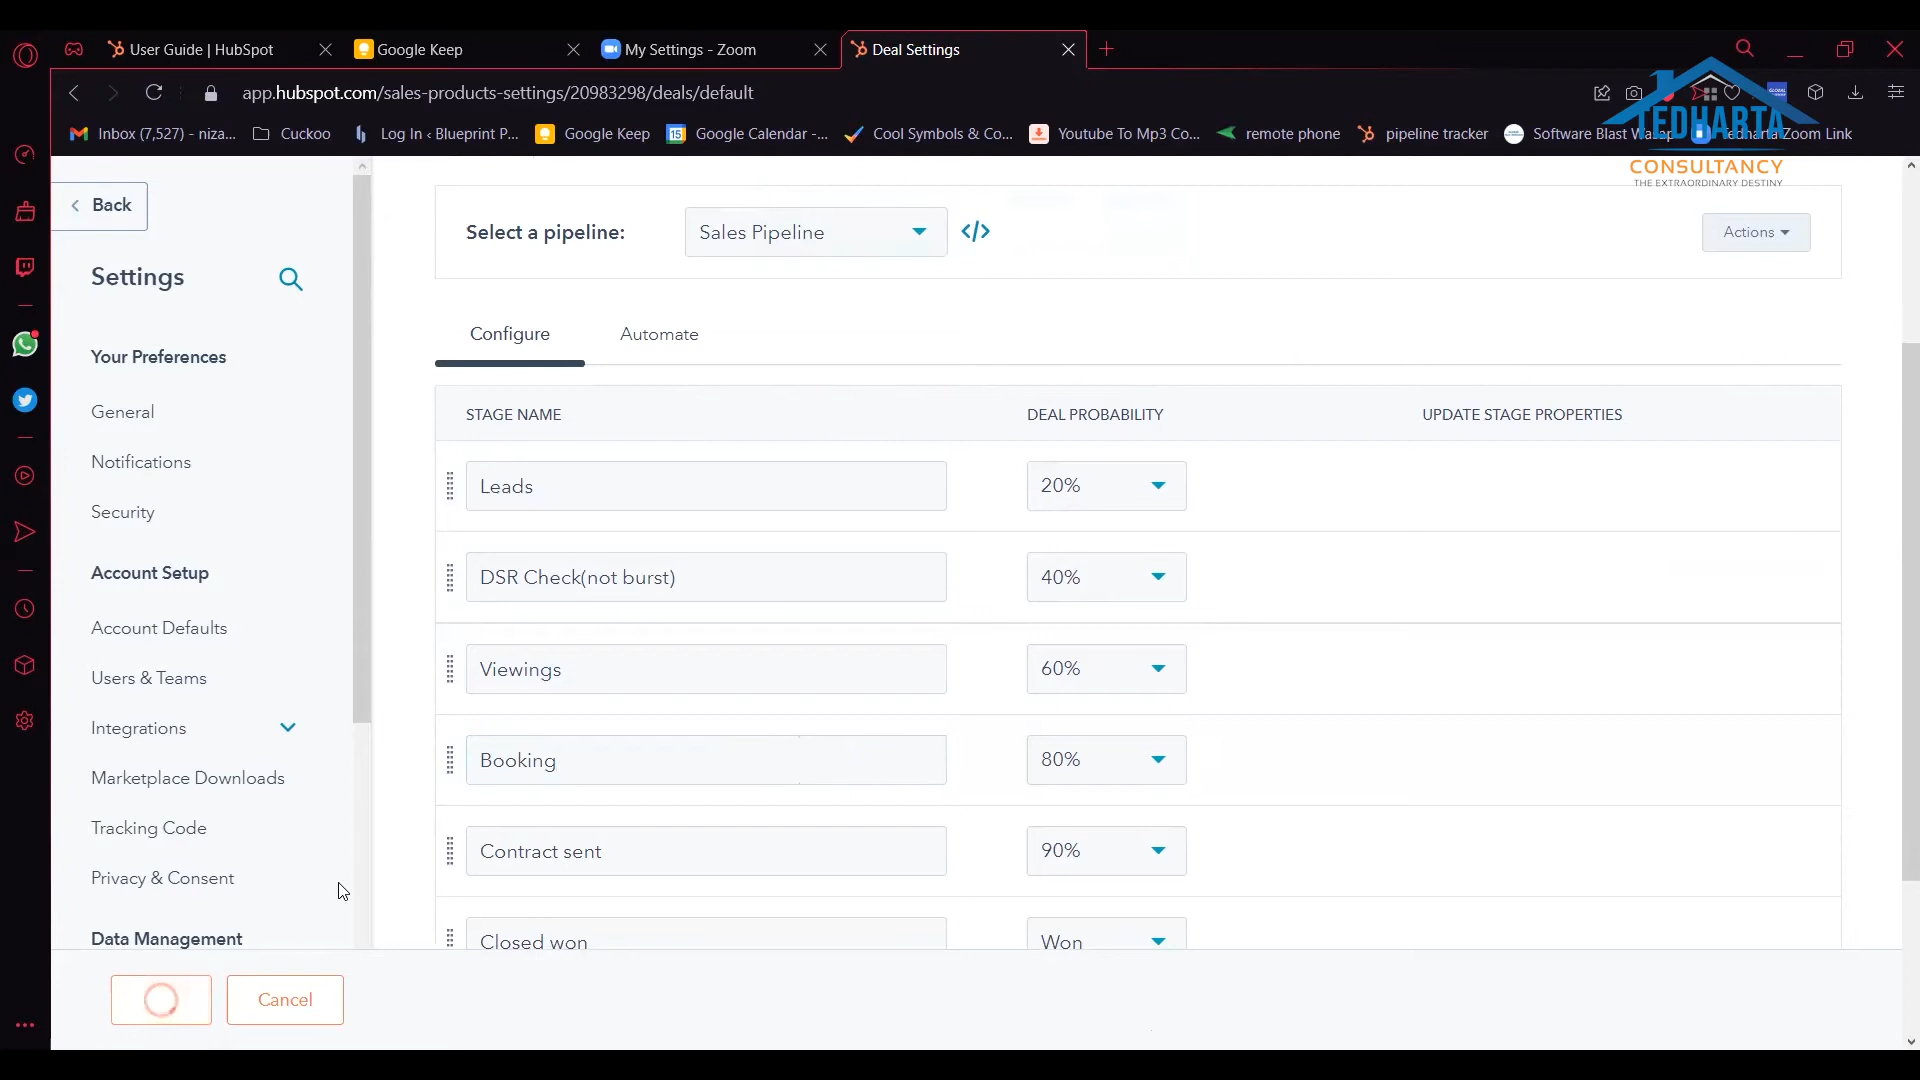 User Guide | HubSpot
Google Keep
My Settings - Zoom
Deal Settings
app.hubspot.com/sales-products-settings/20983298/deals/default
Inbox (7,527) - niza...
Cuckoo
Log In ‹ Blueprint P...
Google Keep
Google Calendar -...
Cool Symbols & Co...
Youtube To Mp3 Co...
remote phone
pipeline tracker
Software Blast Wasap
Tedharta Zoom Link
TEDHARTA
CONSULTANCY
THE EXTRAORDINARY DESTINY
Back
Select a pipeline:
Sales Pipeline
</>
Actions
Settings
Configure
Automate
Your Preferences
General
Notifications
Security
Account Setup
Account Defaults
Users & Teams
Integrations
Marketplace Downloads
Tracking Code
Privacy & Consent
Data Management
STAGE NAME
DEAL PROBABILITY
UPDATE STAGE PROPERTIES
Leads
20%
DSR Check(not burst)
40%
Viewings
60%
Booking
80%
Contract sent
90%
Closed won
Won
Cancel